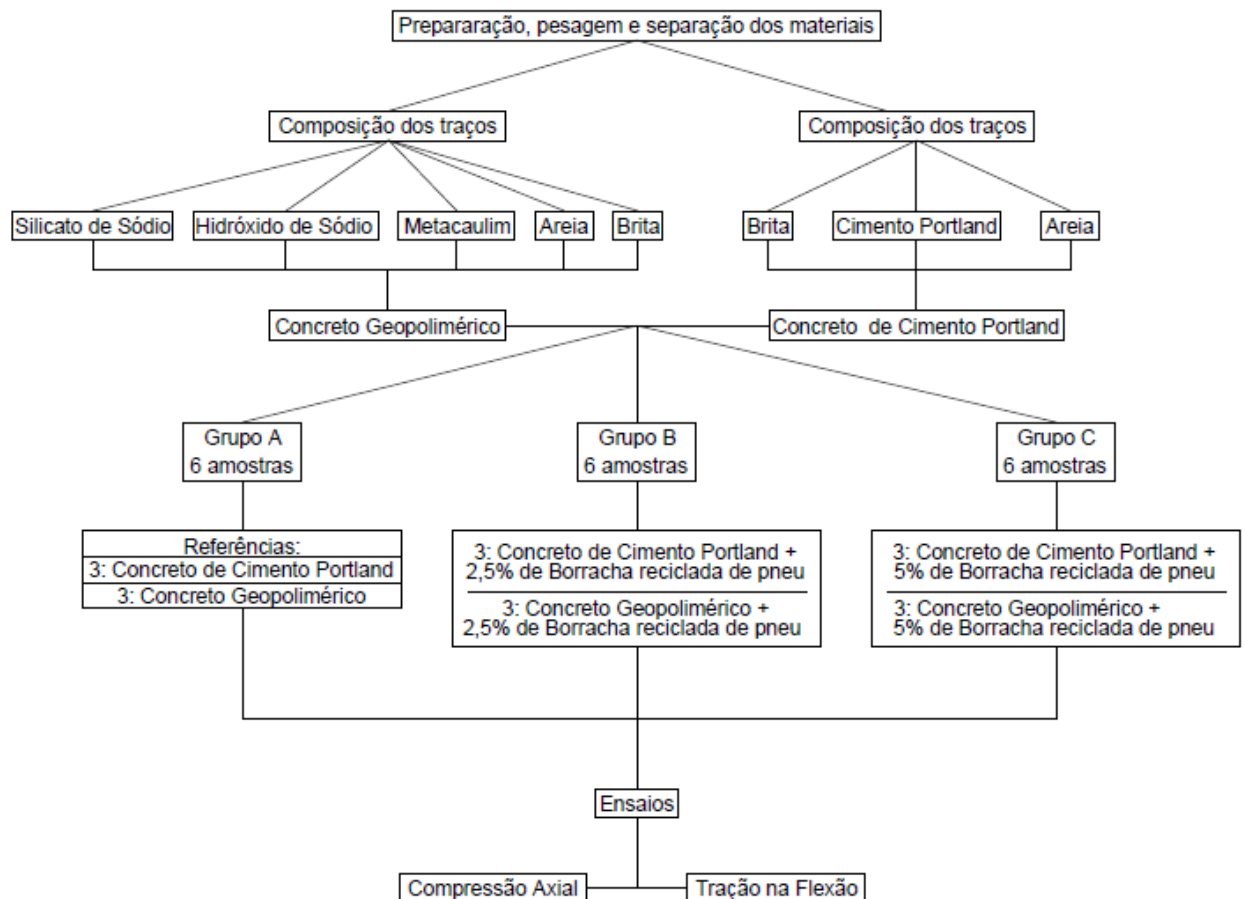 Prepararação, pesagem e separação dos materiais
Composição dos traços
Composição dos traços
Silicato de Sódio
Hidróxido de Sódio
Metacaulim
Areia
Brita
Brita
Cimento Portland
Areia
Concreto Geopolimérico
Concreto de Cimento Portland
Grupo A
6 amostras
Grupo B
6 amostras
Grupo C
6 amostras
Referências:
3: Concreto de Cimento Portland
3: Concreto Geopolimérico
3: Concreto de Cimento Portland +
2,5% de Borracha reciclada de pneu
3: Concreto Geopolimérico +
2,5% de Borracha reciclada de pneu
3: Concreto de Cimento Portland +
5% de Borracha reciclada de pneu
3: Concreto Geopolimérico +
5% de Borracha reciclada de pneu
Ensaios
Compressão Axial
Tração na Flexão